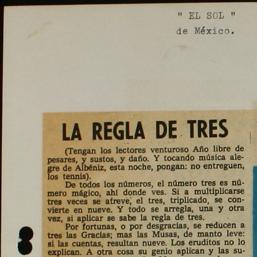 " EL SOL "
de México.
LA REGLA DE TRES
(Tengan los lectores venturoso Año libre de
pesares, y sustos, y daño. Y tocando música ale-
gre de Albéniz, esta noche, pongan: no entreguen,
los tennis).
De todos los números, el número tres es nú-
mero mágico, ahí donde ves. Si a multiplicarse
tres veces se atreve, el tres, triplicado, se con-
vierte en nueve. Y todo se arregla, una y otra
vez, si aplicar se sabe la regla de tres.
Por fortunas, o por desgracias, se reducen a
tres las Gracias; mas las Musas, de manto leve:
si las cuentas, resultan nueve. Los eruditos no lo
explican. A otra cosa su genio aplican y las su-